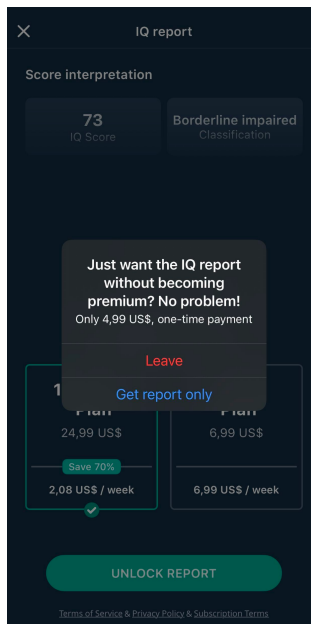 IQ report
Score interpretation
73
IQ Score
Borderline impaired
Classification
Just want the IQ report
without becoming
premium? No problem!
Only 4,99 US$, one-time payment
Leave
Get report only
Plan
24,99 US$
Save 70%
2,08 US$ / week
Plan
6,99 US$
6,99 US$ / week
UNLOCK REPORT
Terms of Service & Privacy Policy & Subscription Terms